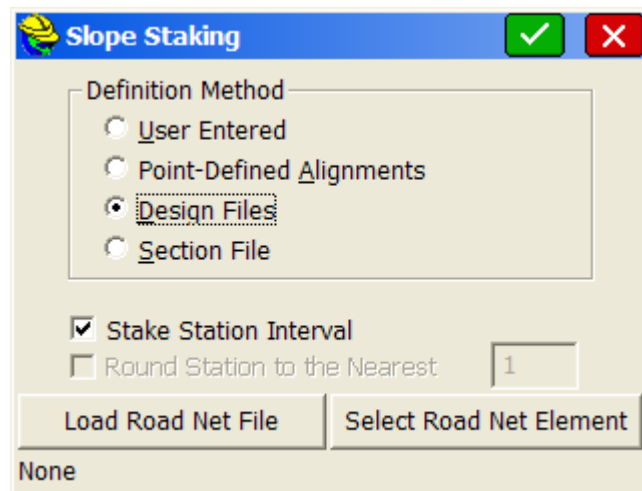 Slope Staking
Definition Method
User Entered
Point-Defined Alignments
Design Files
Section File
Stake Station Interval
Round Station to the Nearest 1
Load Road Net File Select Road Net Element
None